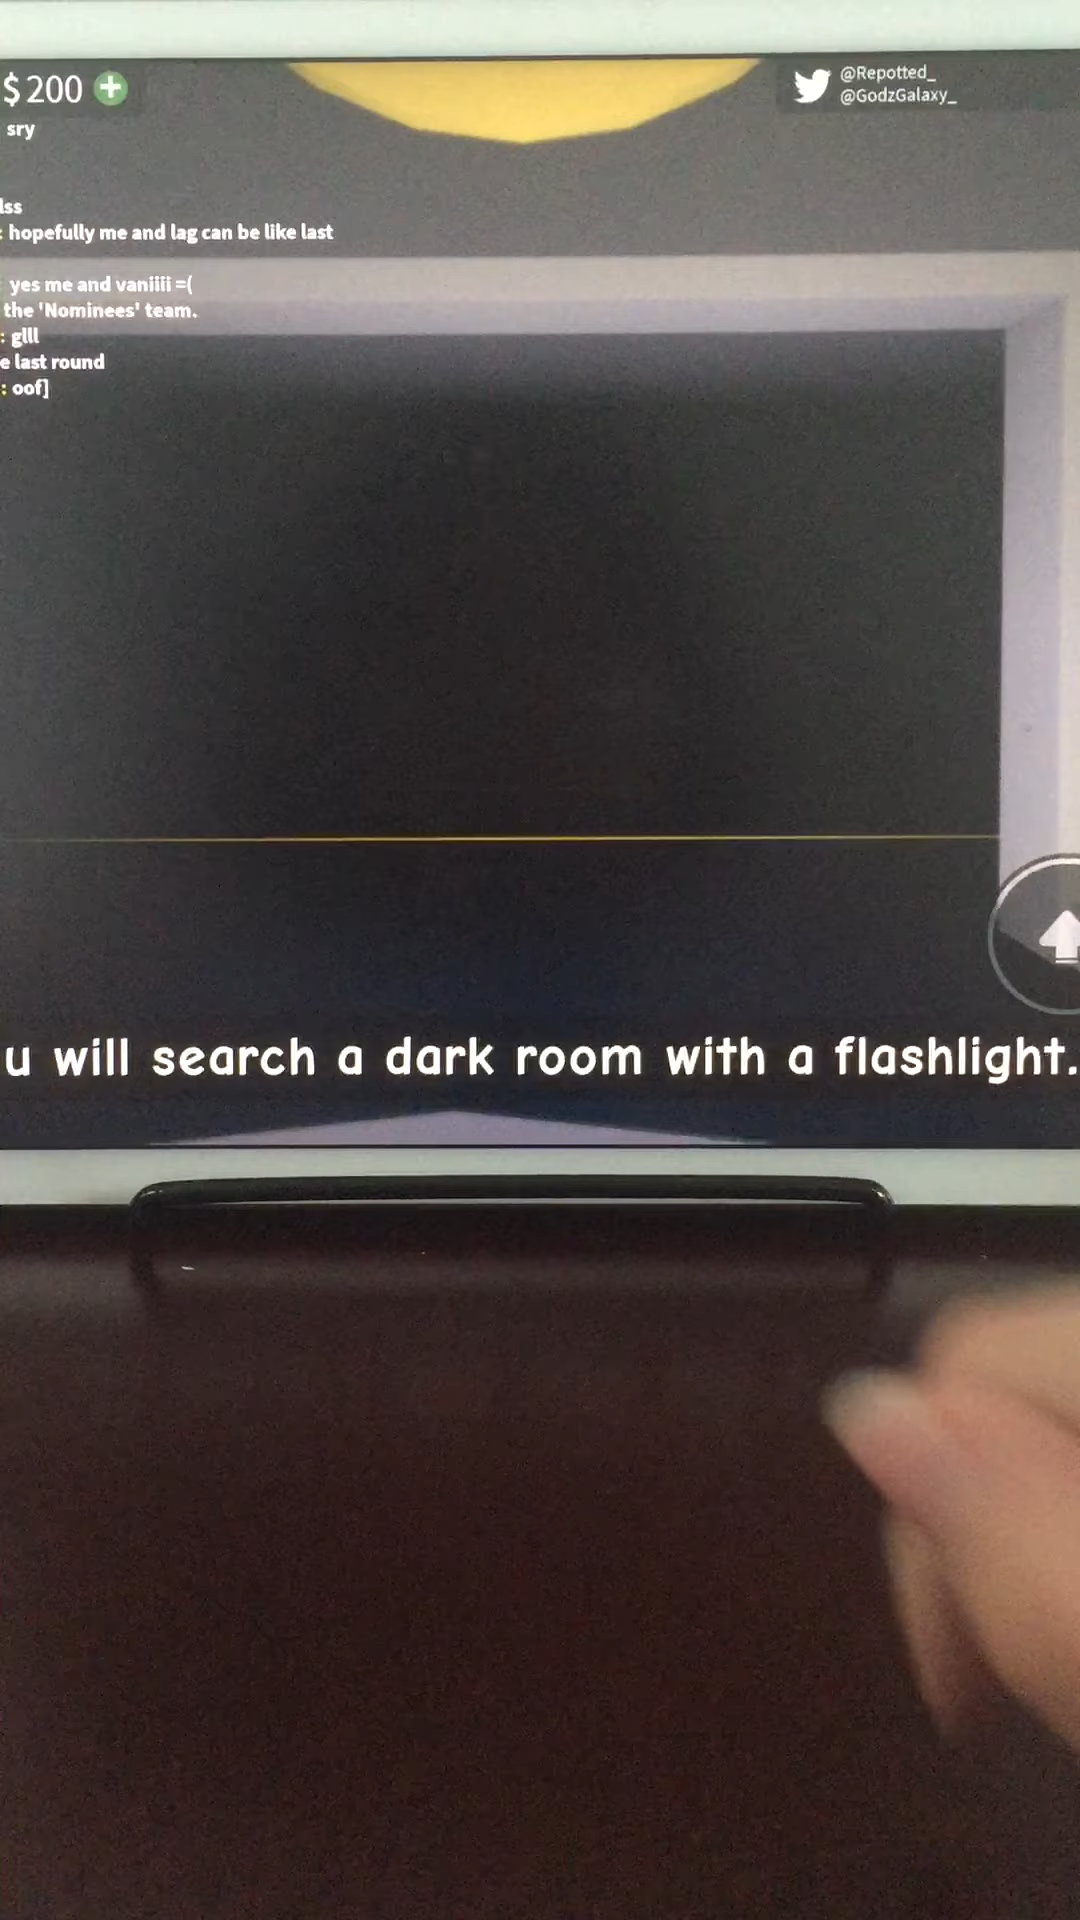 $200
@Repotted_
@GodzGalaxy_
sry
lss
: hopefully me and lag can be like last
yes me and vaniiii =(
the 'Nominees' team.
: glll
e last round
: oof]
u will search a dark room with a flashlight.